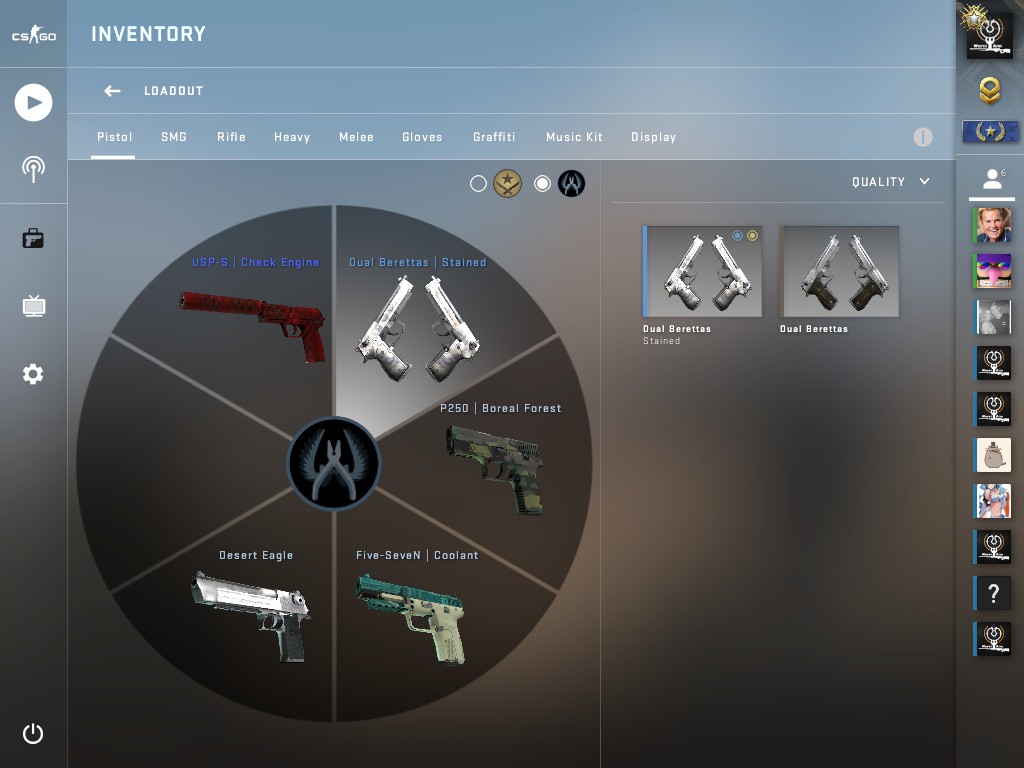 CS GO
INVENTORY
LOADOUT
Pistol SMG Rifle Heavy Melee Gloves Graffiti Music Kit Display
QUALITY
6
USP-S | Check Engine
Dual Berettas | Stained
Dual Berettas
Stained
Dual Berettas
P250 | Boreal Forest
Desert Eagle
Five-SeveN | Coolant
?